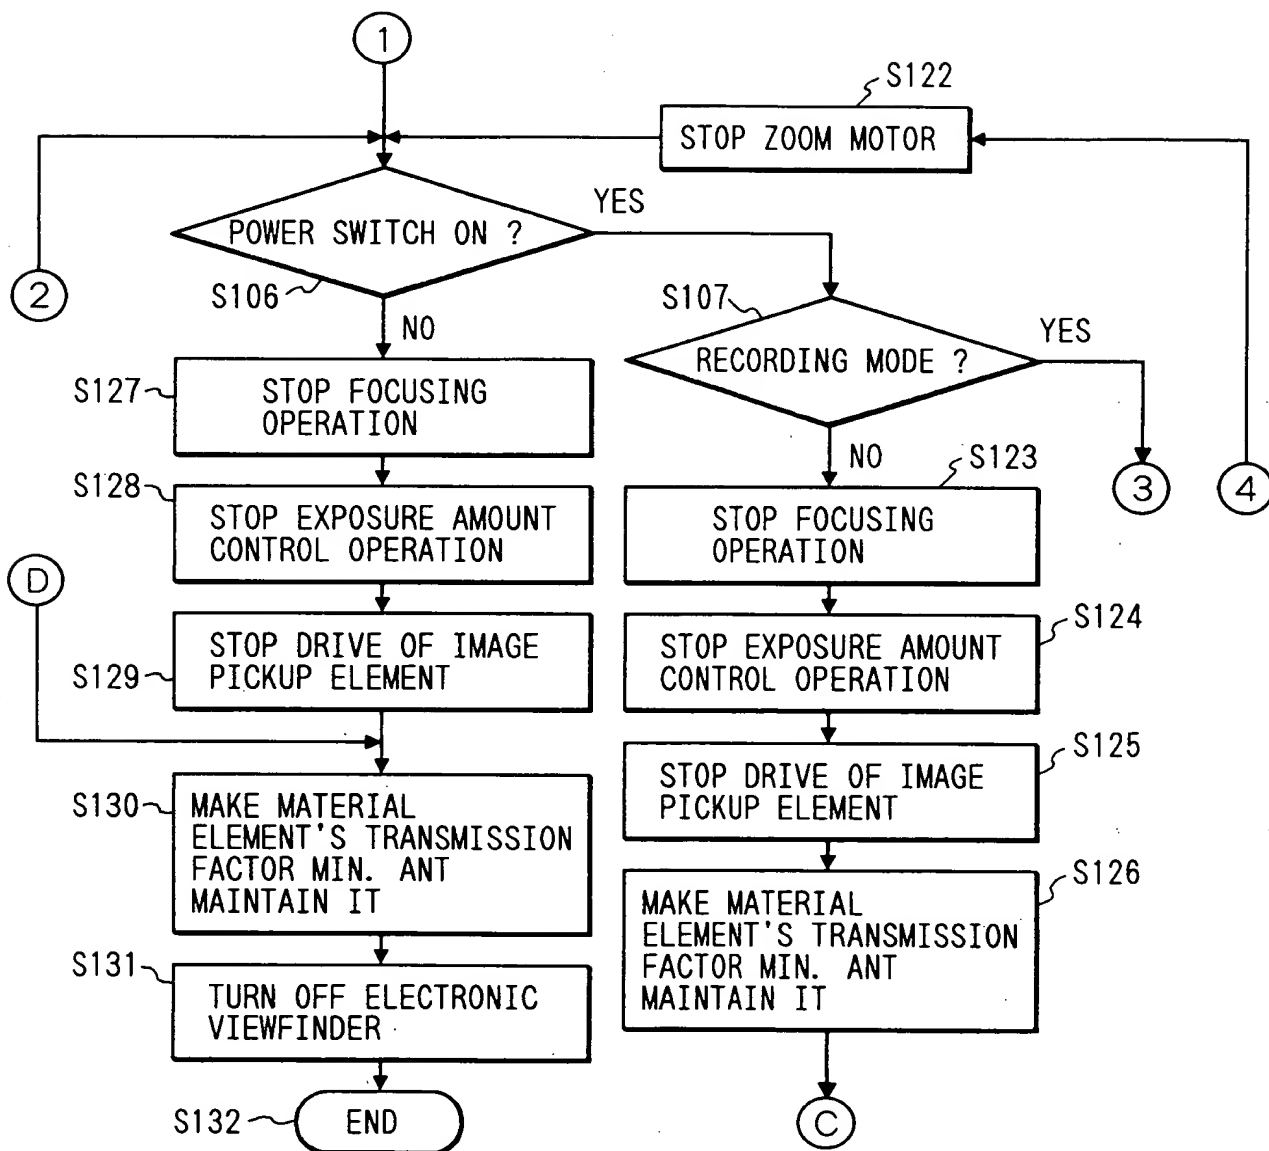 1
S122
STOP ZOOM MOTOR
POWER SWITCH ON ?
YES
2
S106
NO
S107
RECORDING MODE ?
YES
S127
STOP FOCUSING
OPERATION
S128
STOP EXPOSURE AMOUNT
CONTROL OPERATION
NO
S123
STOP FOCUSING
OPERATION
3
4
D
S129
STOP DRIVE OF IMAGE
PICKUP ELEMENT
S124
STOP EXPOSURE AMOUNT
CONTROL OPERATION
S125
STOP DRIVE OF IMAGE
PICKUP ELEMENT
S130
MAKE MATERIAL
ELEMENT'S TRANSMISSION
FACTOR MIN. ANT
MAINTAIN IT
S126
MAKE MATERIAL
ELEMENT'S TRANSMISSION
FACTOR MIN. ANT
MAINTAIN IT
S131
TURN OFF ELECTRONIC
VIEWFINDER
S132
END
C